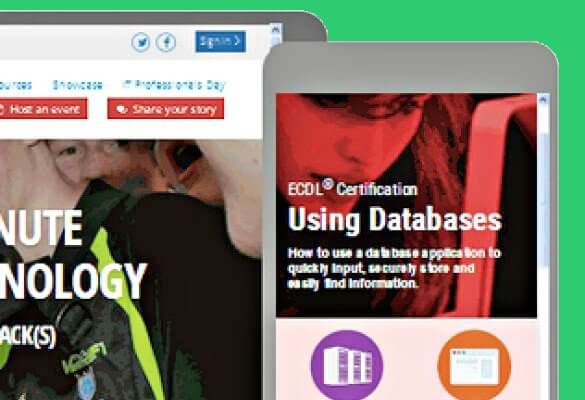 Sign in >
ources Showcase IT Professionals Day
Host an event Share your story
NUTE
NOLOGY
ACK(S)
ECDL® Certification
Using Databases
How to use a database application to
quickly input, securely store and
easily find information.